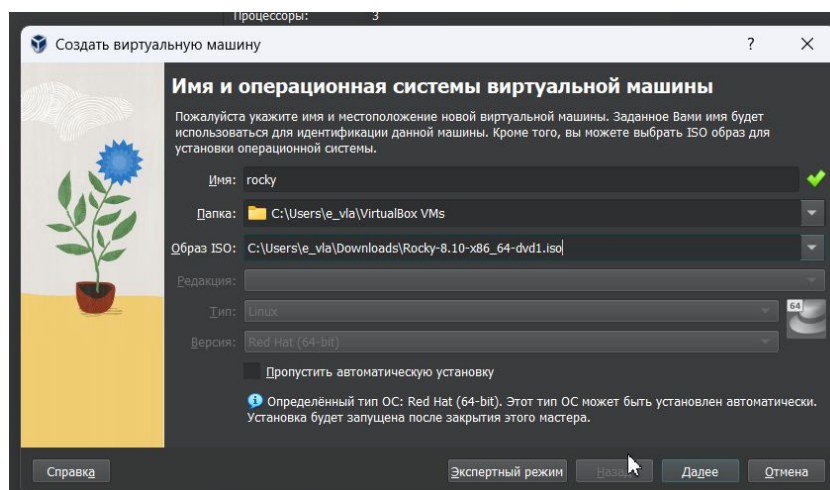 Процессоры: 3
Создать виртуальную машину ? ×
Имя и операционная системы виртуальной машины
Пожалуйста укажите имя и местоположение новой виртуальной машины. Заданное Вами имя будет
использоваться для идентификации данной машины. Кроме того, вы можете выбрать ISO образ для
установки операционной системы.
Имя: rocky
Папка: C:\Users\e_vla\VirtualBox VMs
Образ ISO: C:\Users\e_vla\Downloads\Rocky-8.10-x86_64-dvd1.iso
Редакция:
Тип: Linux 64
Версия: Red Hat (64-bit)
Пропустить автоматическую установку
Определённый тип ОС: Red Hat (64-bit). Этот тип ОС может быть установлен автоматически.
Установка будет запущена после закрытия этого мастера.
Справка Экспертный режим Назад Далее Отмена